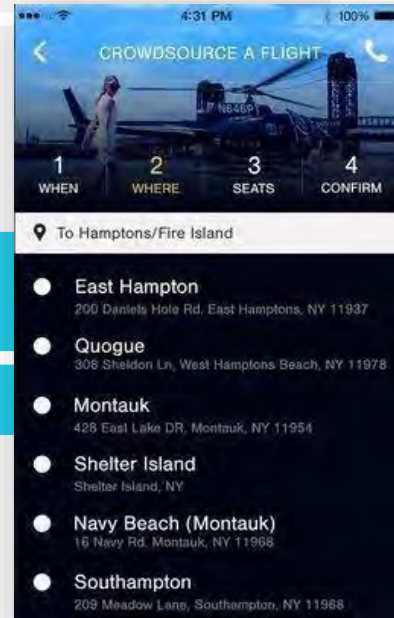 4:31 PM
100%
CROWDSOURCE A FLIGHT
N646P
1 2 3 4
WHEN WHERE SEATS CONFIRM
To Hamptons/Fire Island
East Hampton
200 Daniels Hole Rd. East Hamptons, NY 11937
Quogue
308 Sheldon Ln, West Hamptons Beach, NY 11978
Montauk
428 East Lake DR, Montauk, NY 11954
Shelter Island
Shelter Island, NY
Navy Beach (Montauk)
16 Navy Rd. Montauk, NY 11968
Southampton
209 Meadow Lane, Southampton, NY 11968